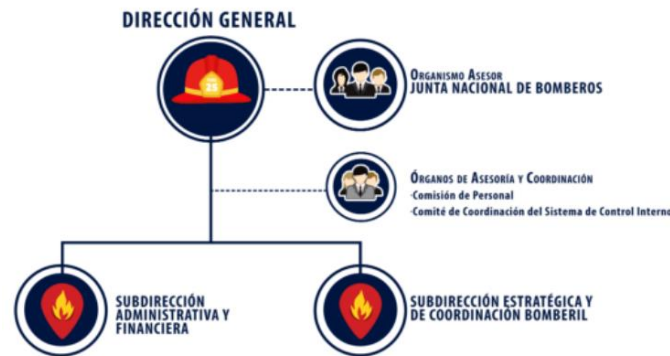 DIRECCIÓN GENERAL
25
ORGANISMO ASESOR
JUNTA NACIONAL DE BOMBEROS
ÓRGANOS DE ASESORÍA Y COORDINACIÓN
·Comisión de Personal
·Comité de Coordinación del Sistema de Control Interno
SUBDIRECCIÓN
ADMINISTRATIVA Y
FINANCIERA
SUBDIRECCIÓN ESTRATÉGICA Y
DE COORDINACIÓN BOMBERIL